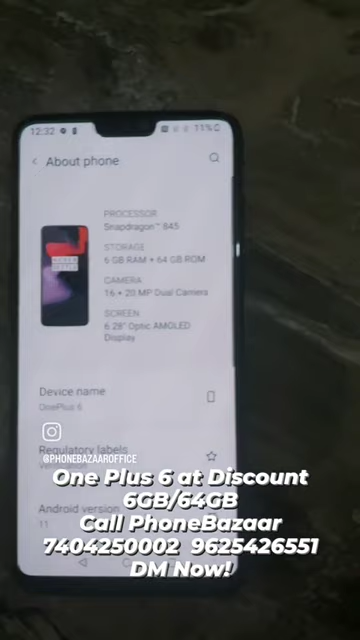 12:32
11%
About phone
PROCESSOR
Snapdragon™ 845
STORAGE
6 GB RAM + 64 GB ROM
CAMERA
16 + 20 MP Dual Camera
SCREEN
6.28" Optic AMOLED
Display
Device name
OnePlus 6
Regulatory labels
@PHONEBAZAAROFFICE
Android version
11
One Plus 6 at Discount
6GB/64GB
Call PhoneBazaar
7404250002 9625426551
DM Now!